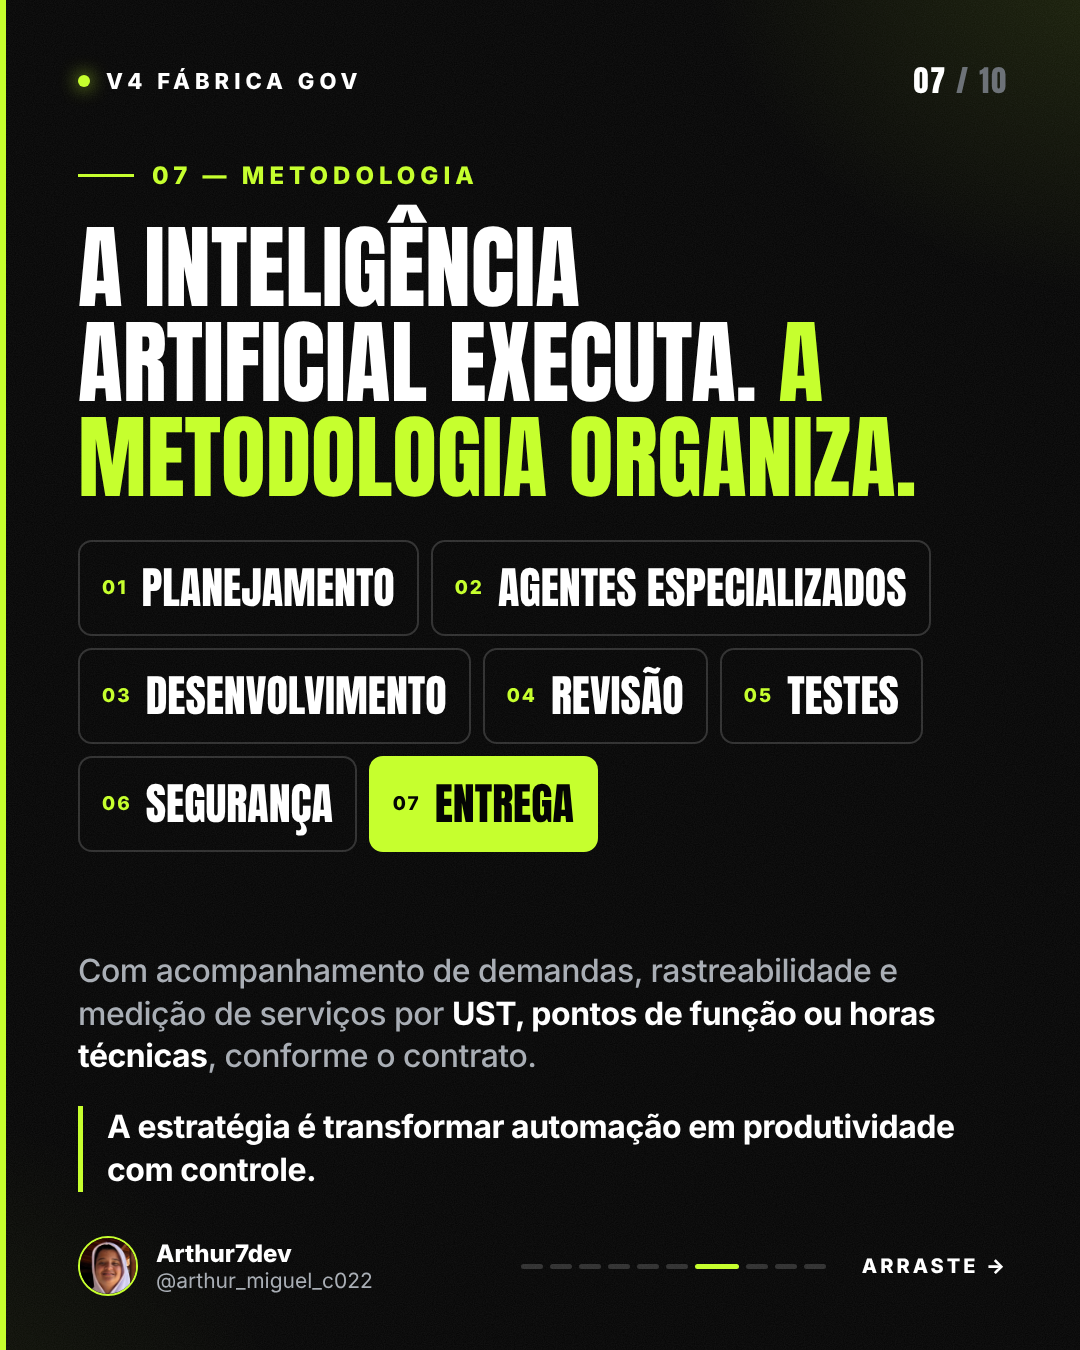 V4 FÁBRICA GOV
07 / 10
07 — METODOLOGIA
A INTELIGÊNCIA
ARTIFICIAL EXECUTA. A
METODOLOGIA ORGANIZA.
01 PLANEJAMENTO
02 AGENTES ESPECIALIZADOS
03 DESENVOLVIMENTO
04 REVISÃO
05 TESTES
06 SEGURANÇA
07 ENTREGA
Com acompanhamento de demandas, rastreabilidade e
medição de serviços por UST, pontos de função ou horas
técnicas, conforme o contrato.
A estratégia é transformar automação em produtividade
com controle.
Arthur7dev
@arthur_miguel_c022
ARRASTE →